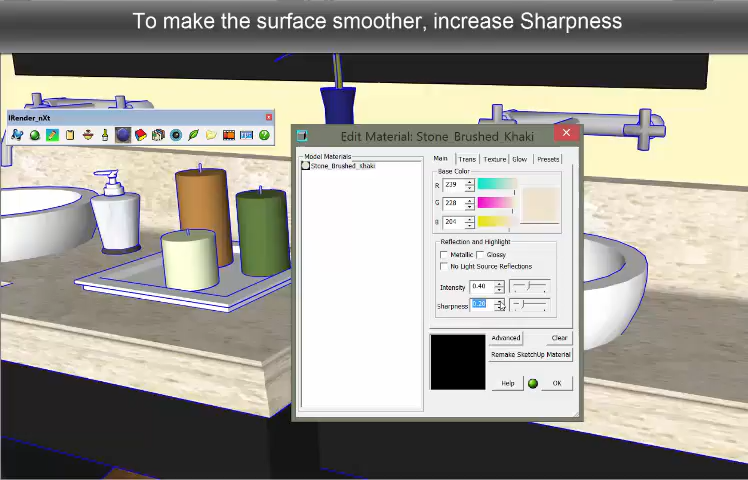 To make the surface smoother, increase Sharpness
IRender_nXt
Edit Material: Stone_Brushed_Khaki
Model Materials
Stone_Brushed_Khaki
Main Trans Texture Glow Presets
Base Color
R 239
G 228
B 204
Reflection and Highlight
Metallic Glossy
No Light Source Reflections
Intensity 0.40
Sharpness 0.20
Advanced Clear
Remake SketchUp Material
Help OK